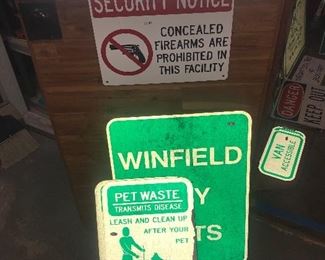 SECURITY NOTICE
CONCEALED
FIREARMS ARE
PROHIBITED IN
THIS FACILITY
DANGER
KEEP OUT
VAN
ACCESSIBLE
WINFIELD
Y
TS
PET WASTE
TRANSMITS DISEASE
LEASH AND CLEAN UP
AFTER YOUR
PET